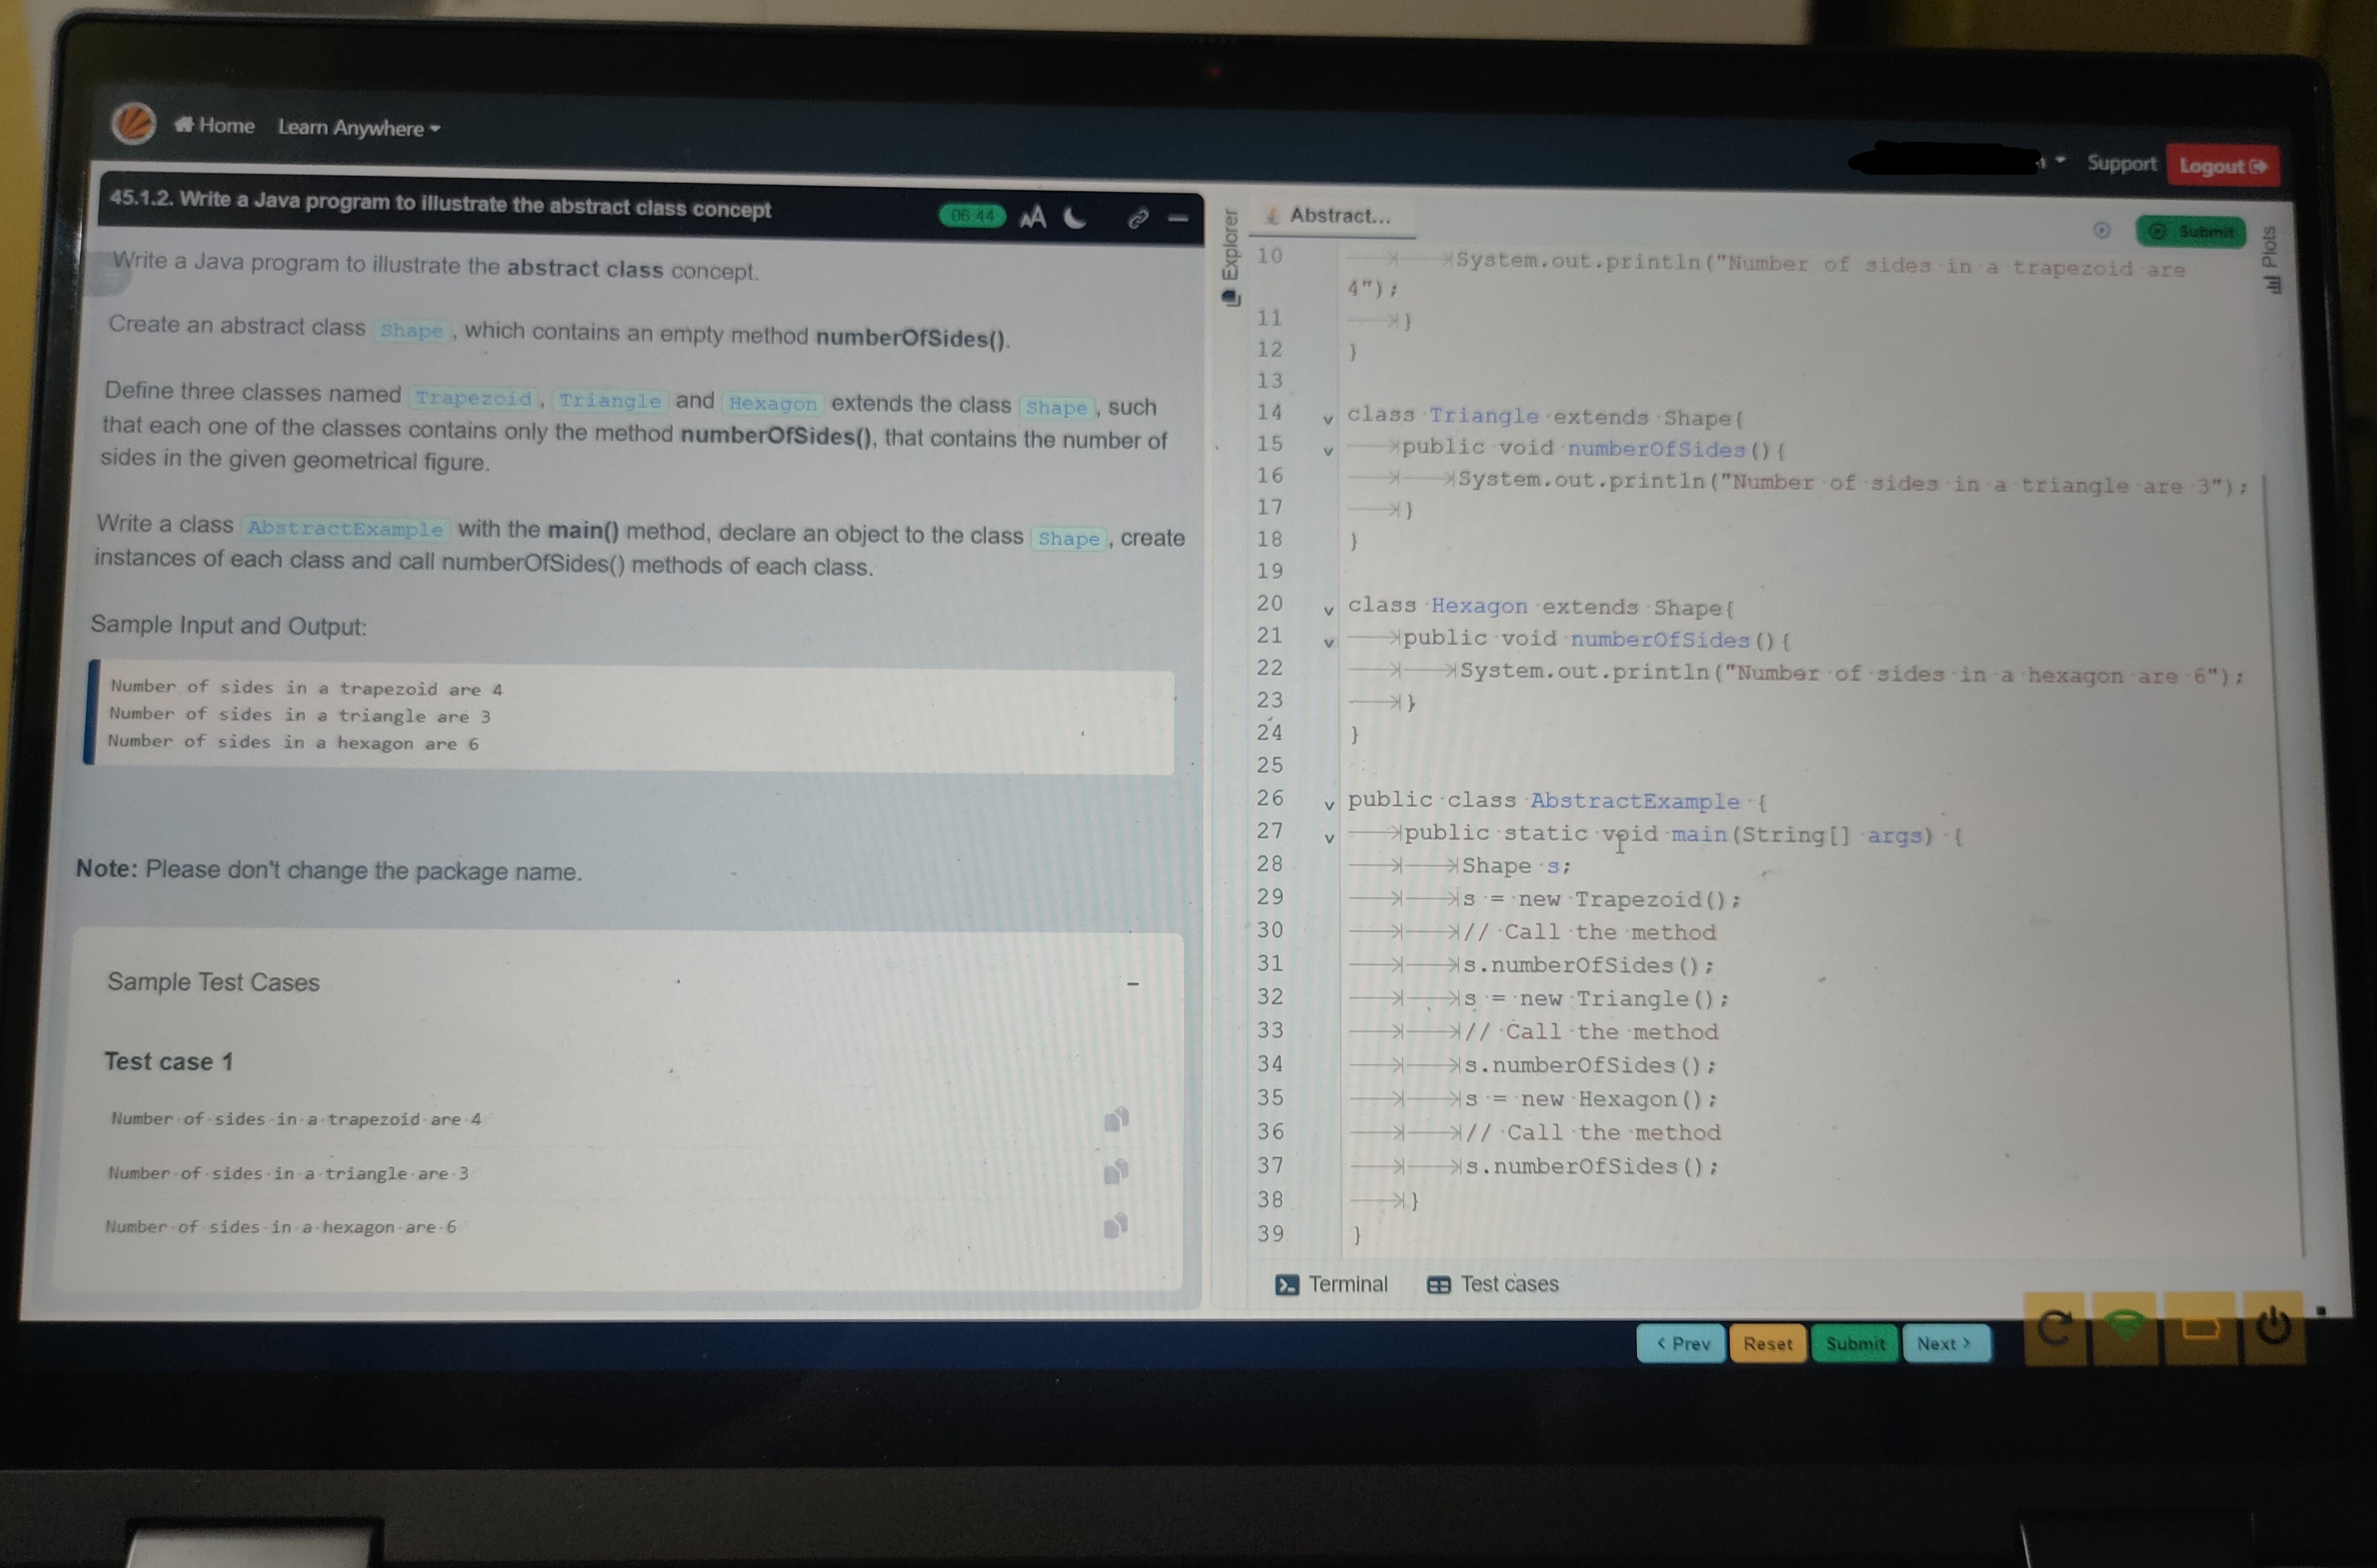 Home Learn Anywhere
Support Logout
45.1.2. Write a Java program to illustrate the abstract class concept
06:44 AA
Write a Java program to illustrate the abstract class concept.
Create an abstract class Shape, which contains an empty method numberOfSides().
Define three classes named Trapezoid, Triangle and Hexagon extends the class Shape, such
that each one of the classes contains only the method numberOfSides(), that contains the number of
sides in the given geometrical figure.
Write a class AbstractExample with the main() method, declare an object to the class Shape, create
instances of each class and call numberOfSides() methods of each class.
Sample Input and Output:
Number of sides in a trapezoid are 4
Number of sides in a triangle are 3
Number of sides in a hexagon are 6
Note: Please don't change the package name.
Sample Test Cases
Test case 1
Number of sides in a trapezoid are 4
Number of sides in a triangle are 3
Number of sides in a hexagon are 6
Explorer
Abstract...
Submit
Plots
10 System.out.println("Number of sides in a trapezoid are
4");
11 }
12 }
13
14 class Triangle extends Shape{
15 public void numberOfSides(){
16 System.out.println("Number of sides in a triangle are 3");
17 }
18 }
19
20 class Hexagon extends Shape{
21 public void numberOfSides(){
22 System.out.println("Number of sides in a hexagon are 6");
23 }
24 }
25
26 public class AbstractExample {
27 public static void main(String[] args) {
28 Shape s;
29 s = new Trapezoid();
30 // Call the method
31 s.numberOfSides();
32 s = new Triangle();
33 // Call the method
34 s.numberOfSides();
35 s = new Hexagon();
36 // Call the method
37 s.numberOfSides();
38 }
39 }
Terminal Test cases
< Prev Reset Submit Next >